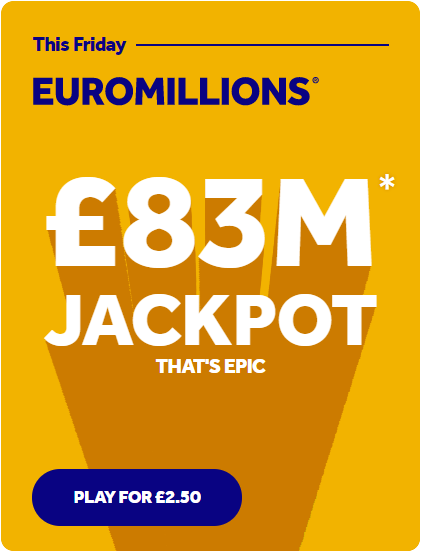 This Friday
EUROMILLIONS®
£83M*
JACKPOT
THAT'S EPIC
PLAY FOR £2.50